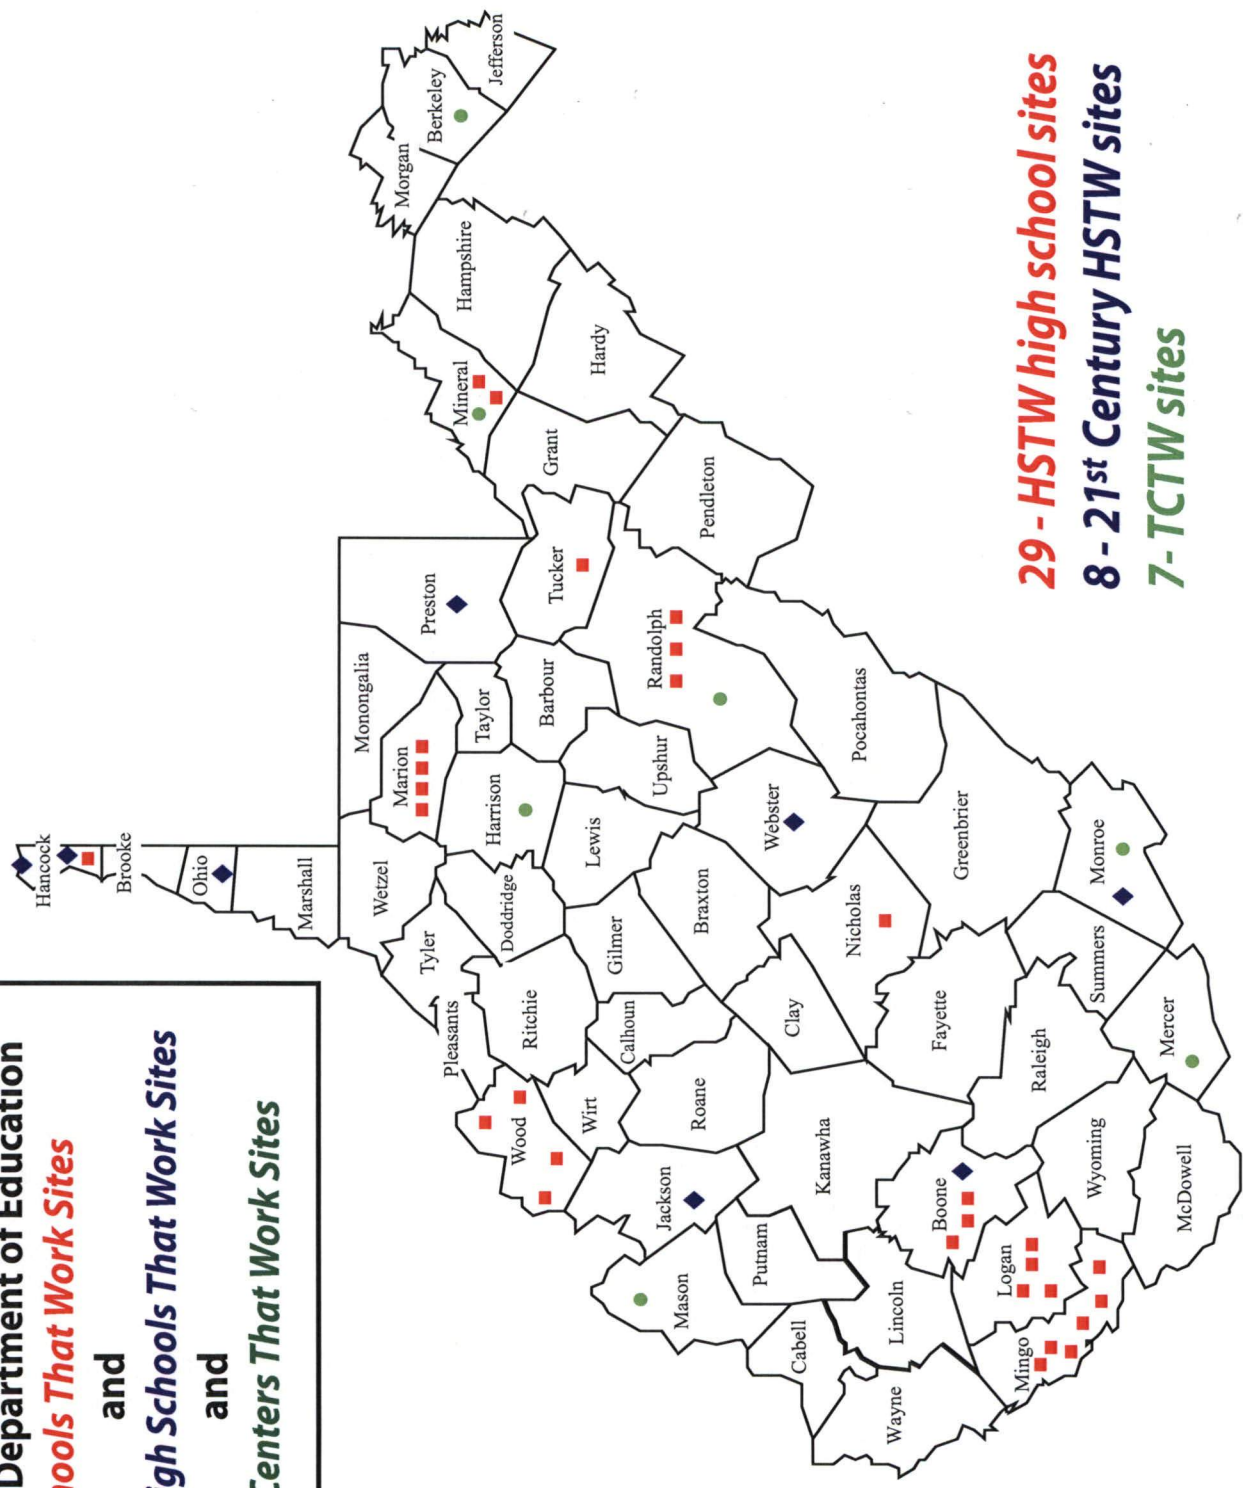 Department of Education
hools That Work Sites
and
igh Schools That Work Sites
and
Centers That Work Sites
Hancock
Brooke
Ohio
Marshall
Wetzel
Monongalia
Marion
Preston
Morgan
Berkeley
Jefferson
Mineral
Hampshire
Tyler
Pleasants
Doddridge
Harrison
Taylor
Wood
Ritchie
Barbour
Tucker
Grant
Hardy
Wirt
Calhoun
Gilmer
Lewis
Upshur
Randolph
Pendleton
Mason
Jackson
Roane
Braxton
Webster
Pocahontas
Putnam
Cabell
Kanawha
Clay
Nicholas
Greenbrier
Wayne
Lincoln
Boone
Fayette
Logan
Mingo
Raleigh
Summers
Monroe
Wyoming
Mercer
McDowell
29 - HSTW high school sites
8 - 21st Century HSTW sites
7- TCTW sites